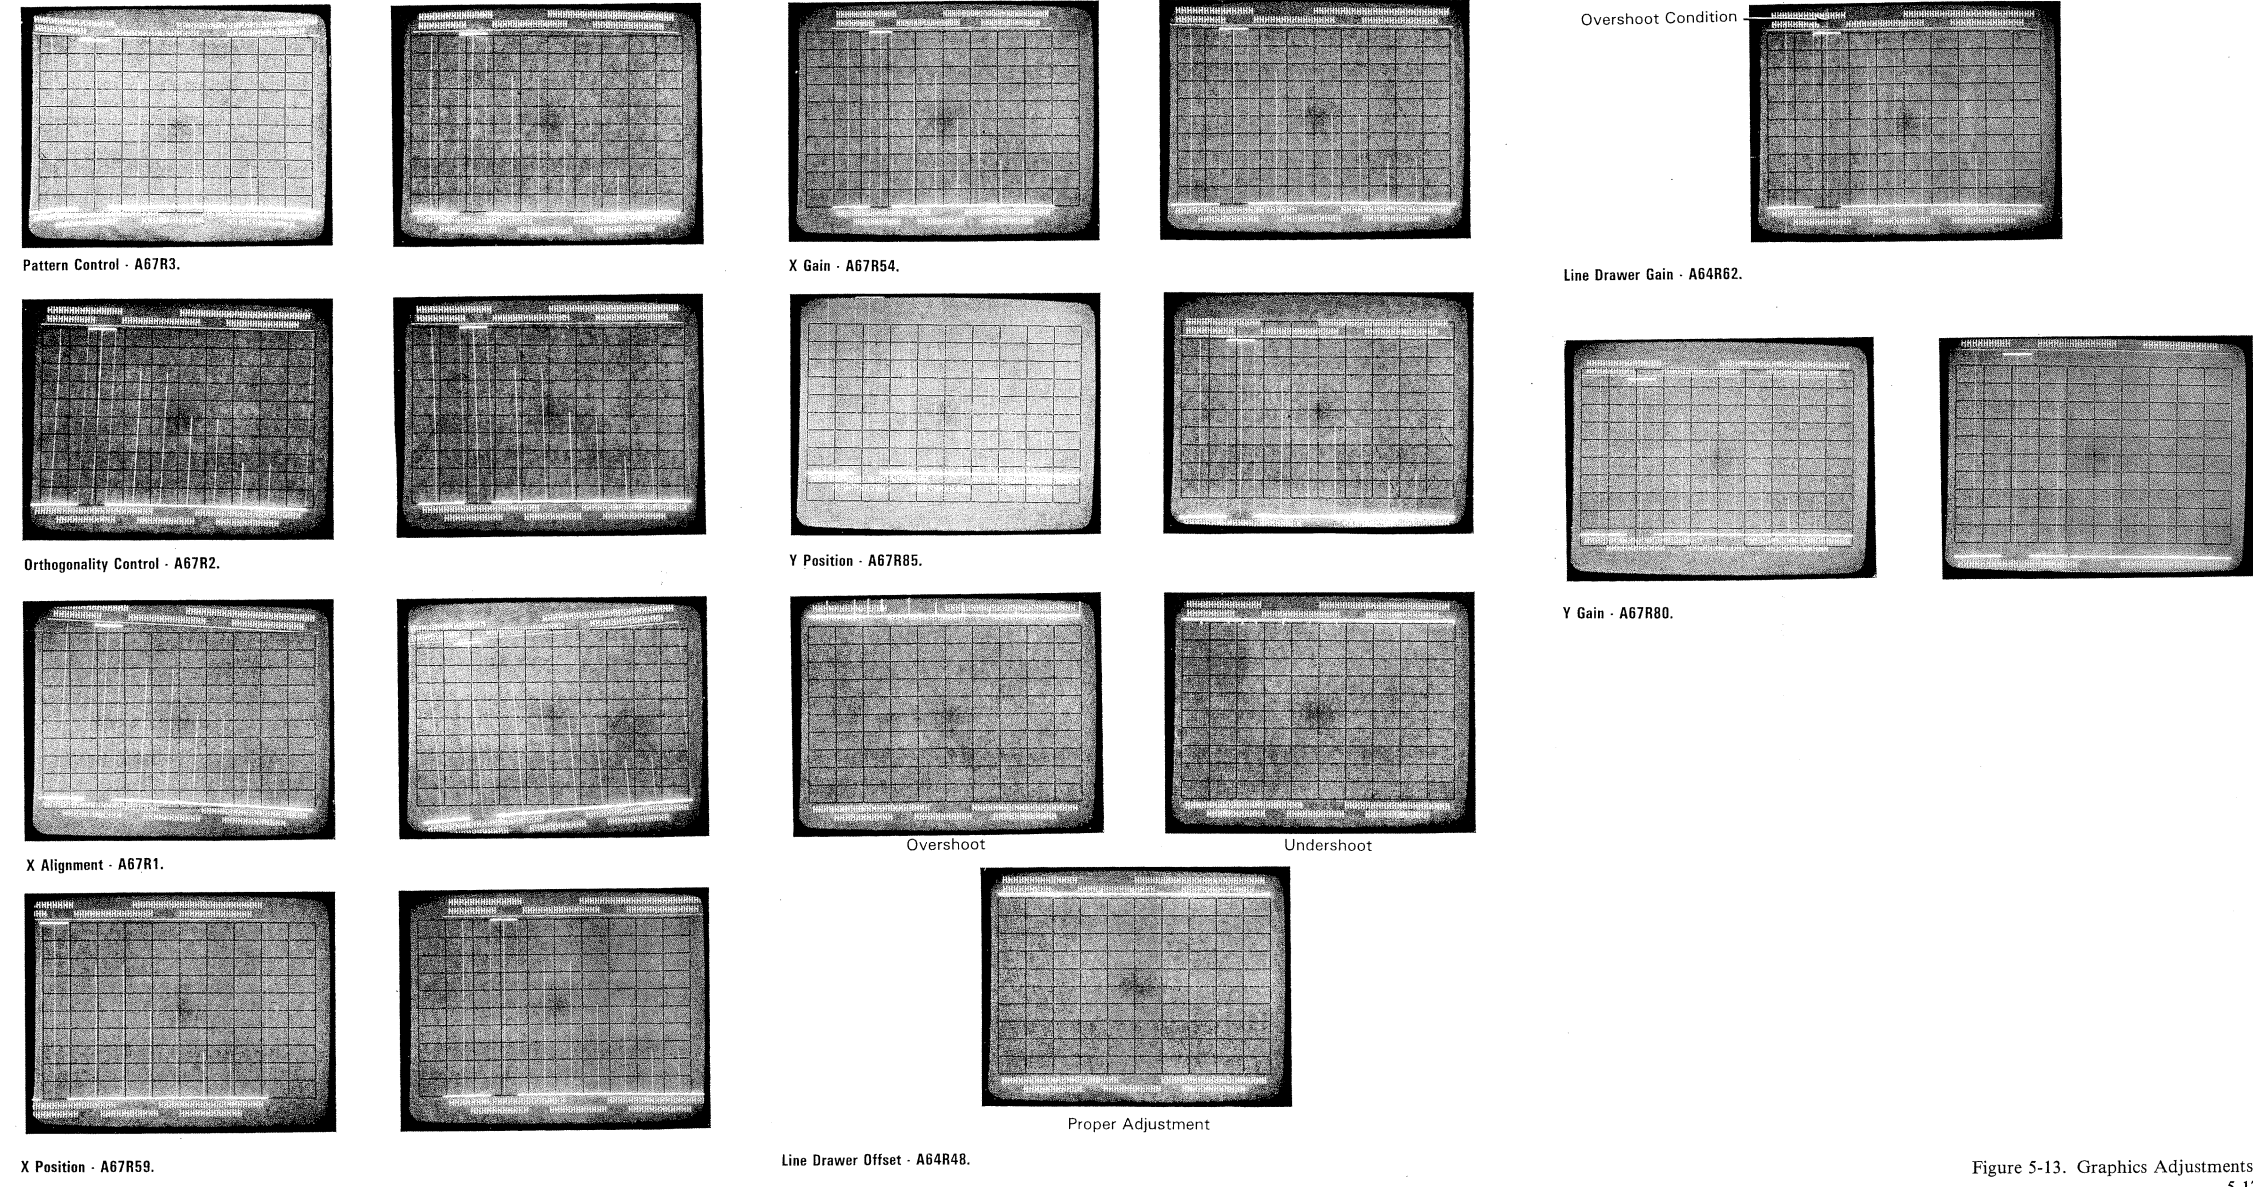 Pattern Control - A67R3.
Orthogonality Control - A67R2.
X Alignment - A67R1.
X Position - A67R59.
X Gain - A67R54.
Y Position - A67R85.
Overshoot
Undershoot
Proper Adjustment
Line Drawer Offset - A64R48.
Overshoot Condition
Line Drawer Gain - A64R62.
Y Gain - A67R80.
Figure 5-13. Graphics Adjustments